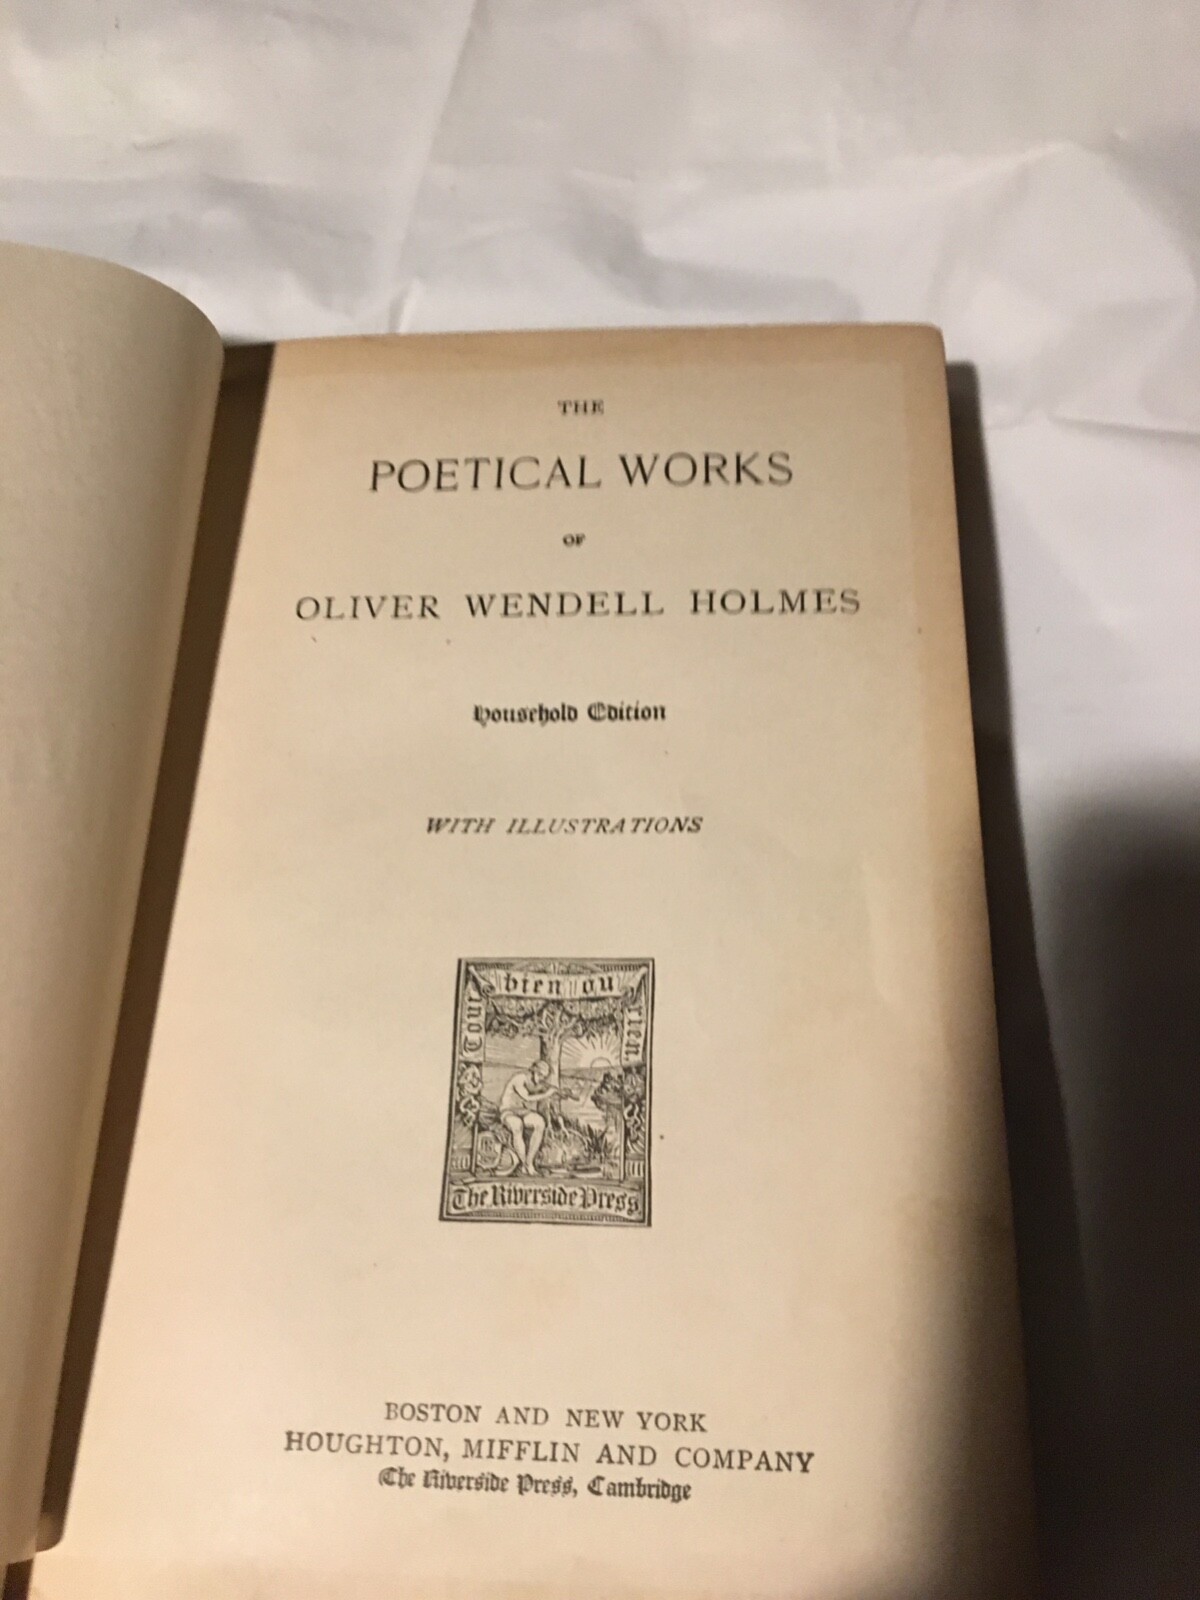 THE
POETICAL WORKS
OF
OLIVER WENDELL HOLMES
Household Edition
WITH ILLUSTRATIONS
Tout bien ou rien.
The Riverside Press
BOSTON AND NEW YORK
HOUGHTON, MIFFLIN AND COMPANY
The Riverside Press, Cambridge